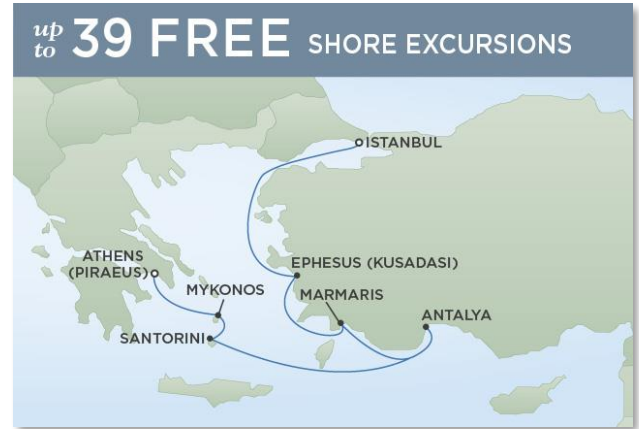 up to 39 FREE SHORE EXCURSIONS
ISTANBUL
ATHENS
(PIRAEUS)
EPHESUS (KUSADASI)
MYKONOS
MARMARIS
ANTALYA
SANTORINI